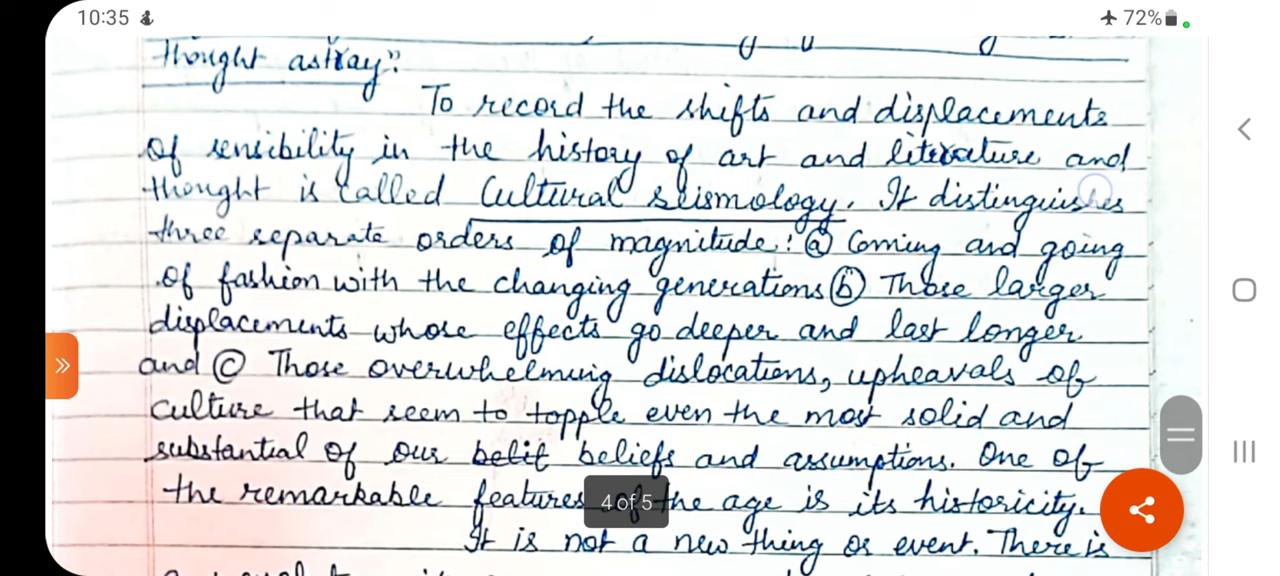 10:35
72%
thought astray".
To record the shifts and displacements
of sensibility in the history of art and literature and
thought is called Cultural seismology. It distinguishes
three separate orders of magnitude: (a) Coming and going
of fashion with the changing generations (b) Those larger
displacements whose effects go deeper and last longer
and (c) Those overwhelming dislocations, upheavals of
culture that seem to topple even the most solid and
substantial of our belif beliefs and assumptions. One of
the remarkable features of the age is its historicity.
4 of 5
It is not a new thing or event. There is